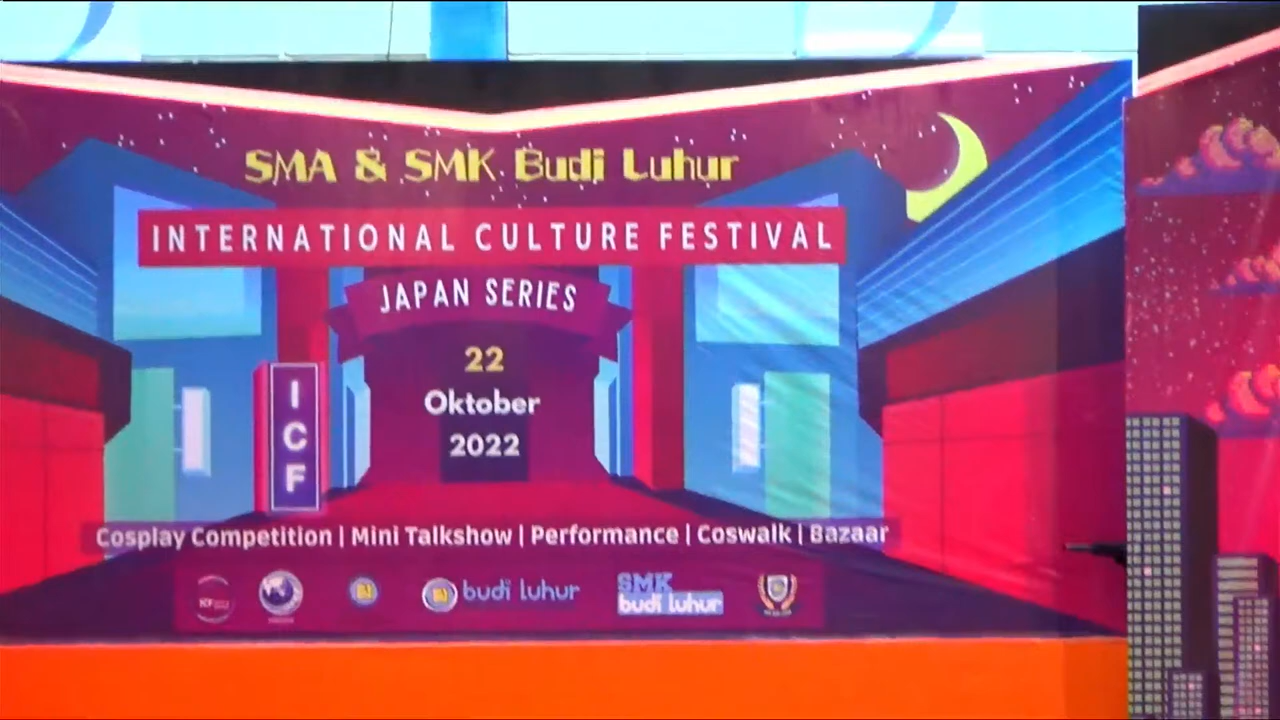 SMA & SMK Budi Luhur
INTERNATIONAL CULTURE FESTIVAL
JAPAN SERIES
22
Oktober
2022
I
C
F
Cosplay Competition | Mini Talkshow | Performance | Coswalk | Bazaar
budi luhur
SMK
budi luhur